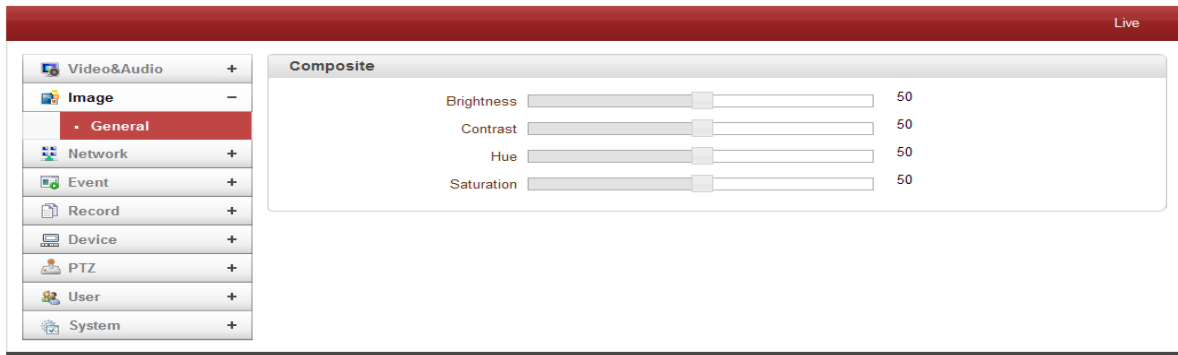 Live
Video&Audio +
Image −
General
Network +
Event +
Record +
Device +
PTZ +
User +
System +
Composite
Brightness 50
Contrast 50
Hue 50
Saturation 50